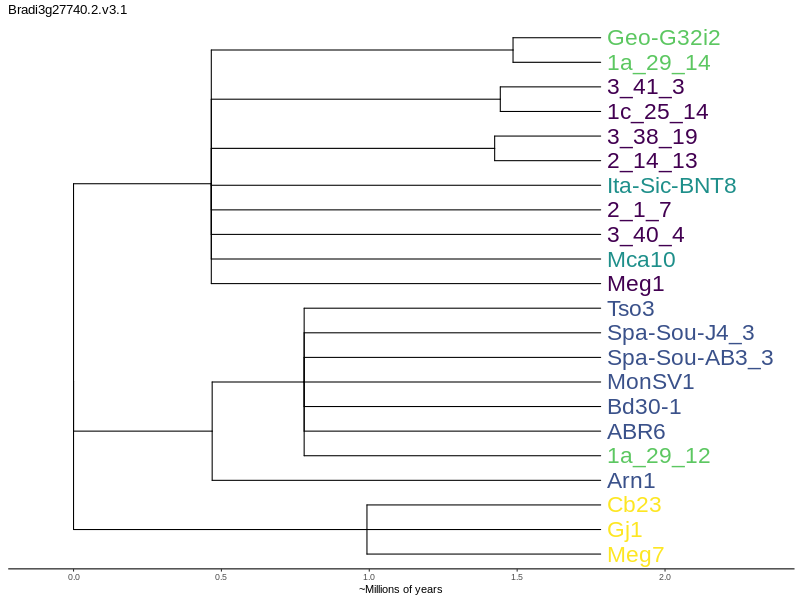 Bradi3g27740.2.v3.1
Geo-G32i2
1a_29_14
3_41_3
1c_25_14
3_38_19
2_14_13
Ita-Sic-BNT8
2_1_7
3_40_4
Mca10
Meg1
Tso3
Spa-Sou-J4_3
Spa-Sou-AB3_3
MonSV1
Bd30-1
ABR6
1a_29_12
Arn1
Cb23
Gj1
Meg7
0.0 0.5 1.0 1.5 2.0
~Millions of years